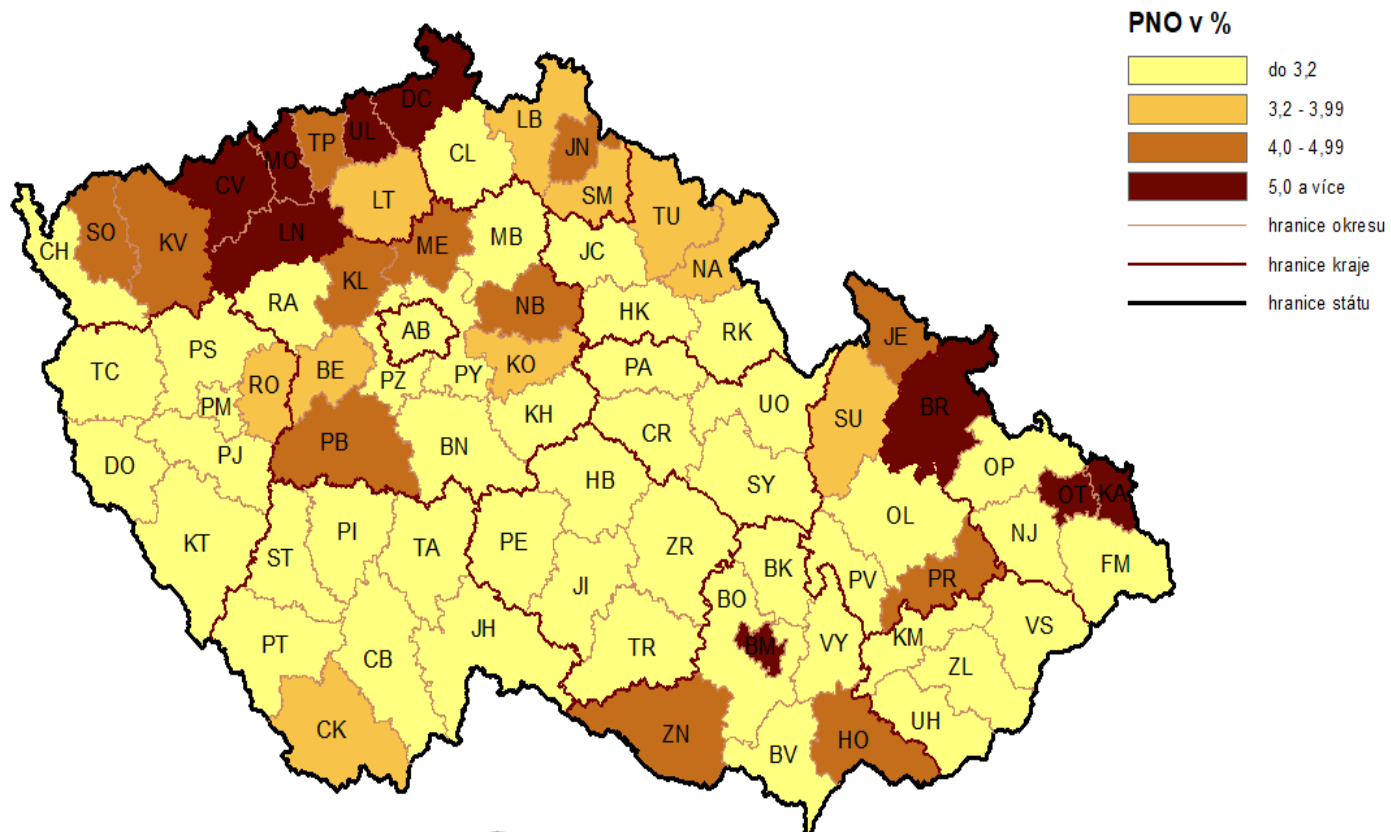 PNO v %
do 3,2
3,2 - 3,99
4,0 - 4,99
5,0 a více
hranice okresu
hranice kraje
hranice státu
DC
LB
UL
TP
JN
MO
CL
CV
LT
SM
TU
SO
LN
KV
ME
MB
CH
JC
NA
KL
RA
NB
HK
AB
RK
JE
PS
KO
TC
BE
PZ
PY
PA
RO
PM
UO
BR
KH
SU
CR
PB
BN
PJ
DO
OP
HB
SY
OT
KA
OL
PI
KT
TA
PE
ZR
NJ
ST
FM
BK
PV
PR
JI
BO
VS
JH
KM
PT
TR
BM
VY
CB
ZL
UH
CK
ZN
HO
BV